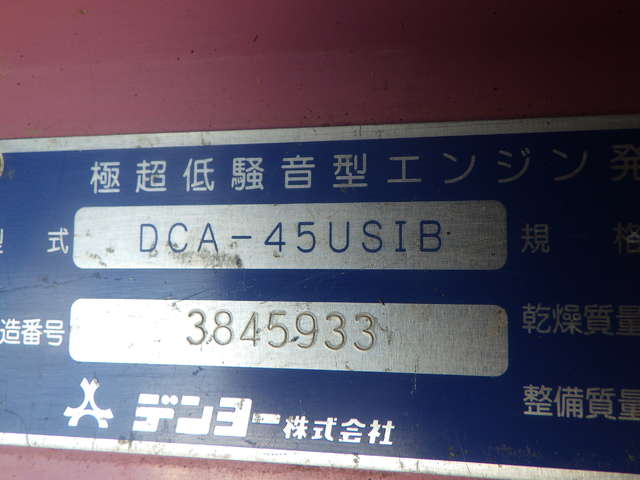 極超低騒音型エンジン発
型式 DCA-45USIB 規格
造番号 3845933 乾燥質量
整備質量
デンヨー株式会社